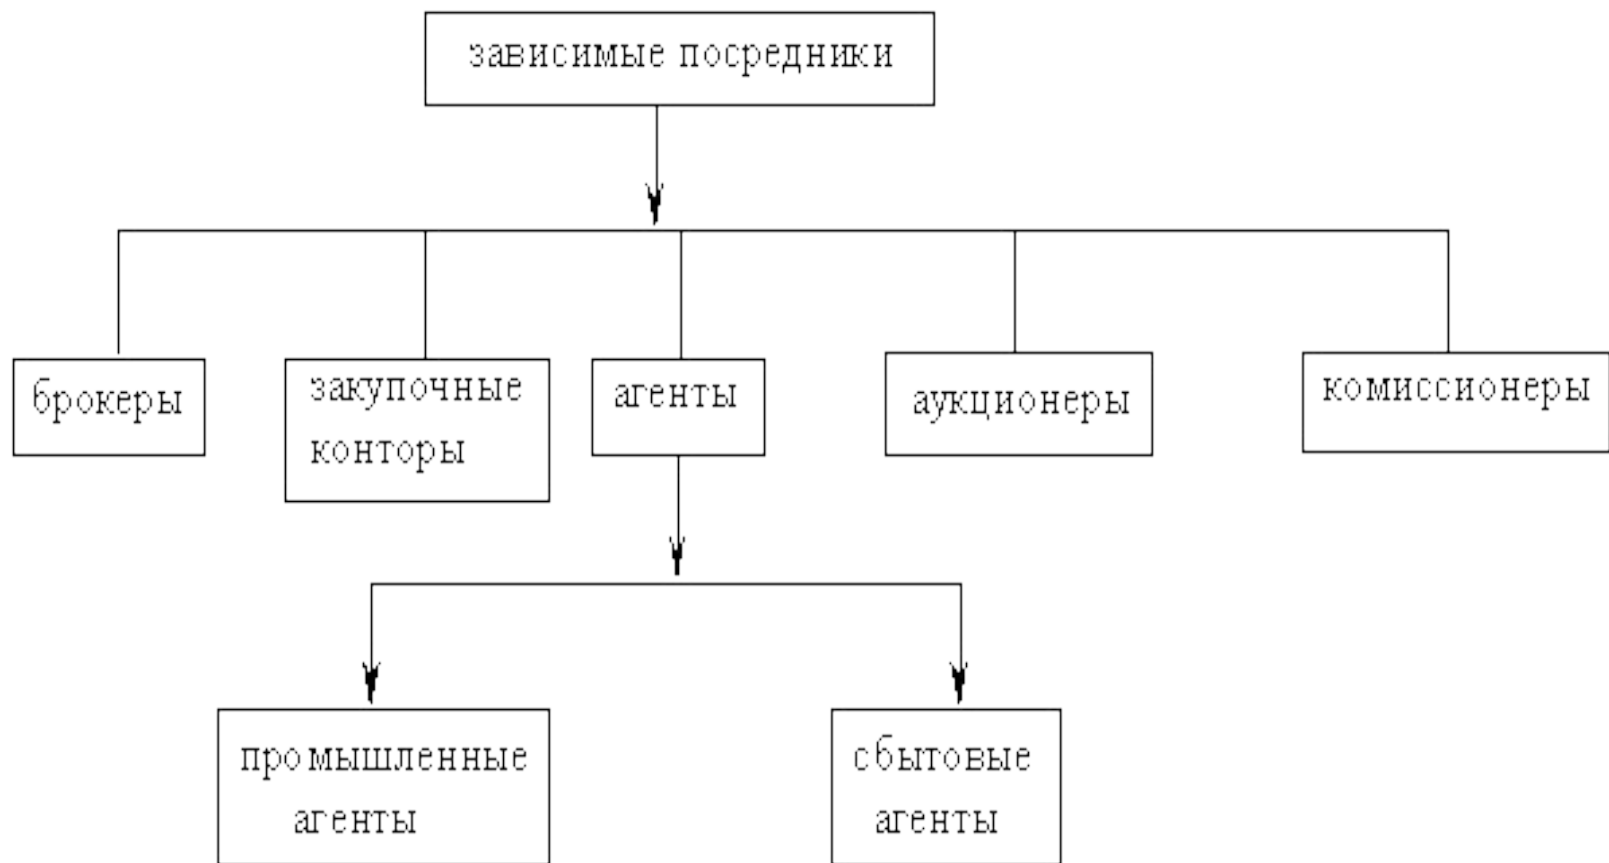 зависимые посредники
брокеры
закупочные
конторы
агенты
аукционеры
комиссионеры
промышленные
агенты
сбытовые
агенты